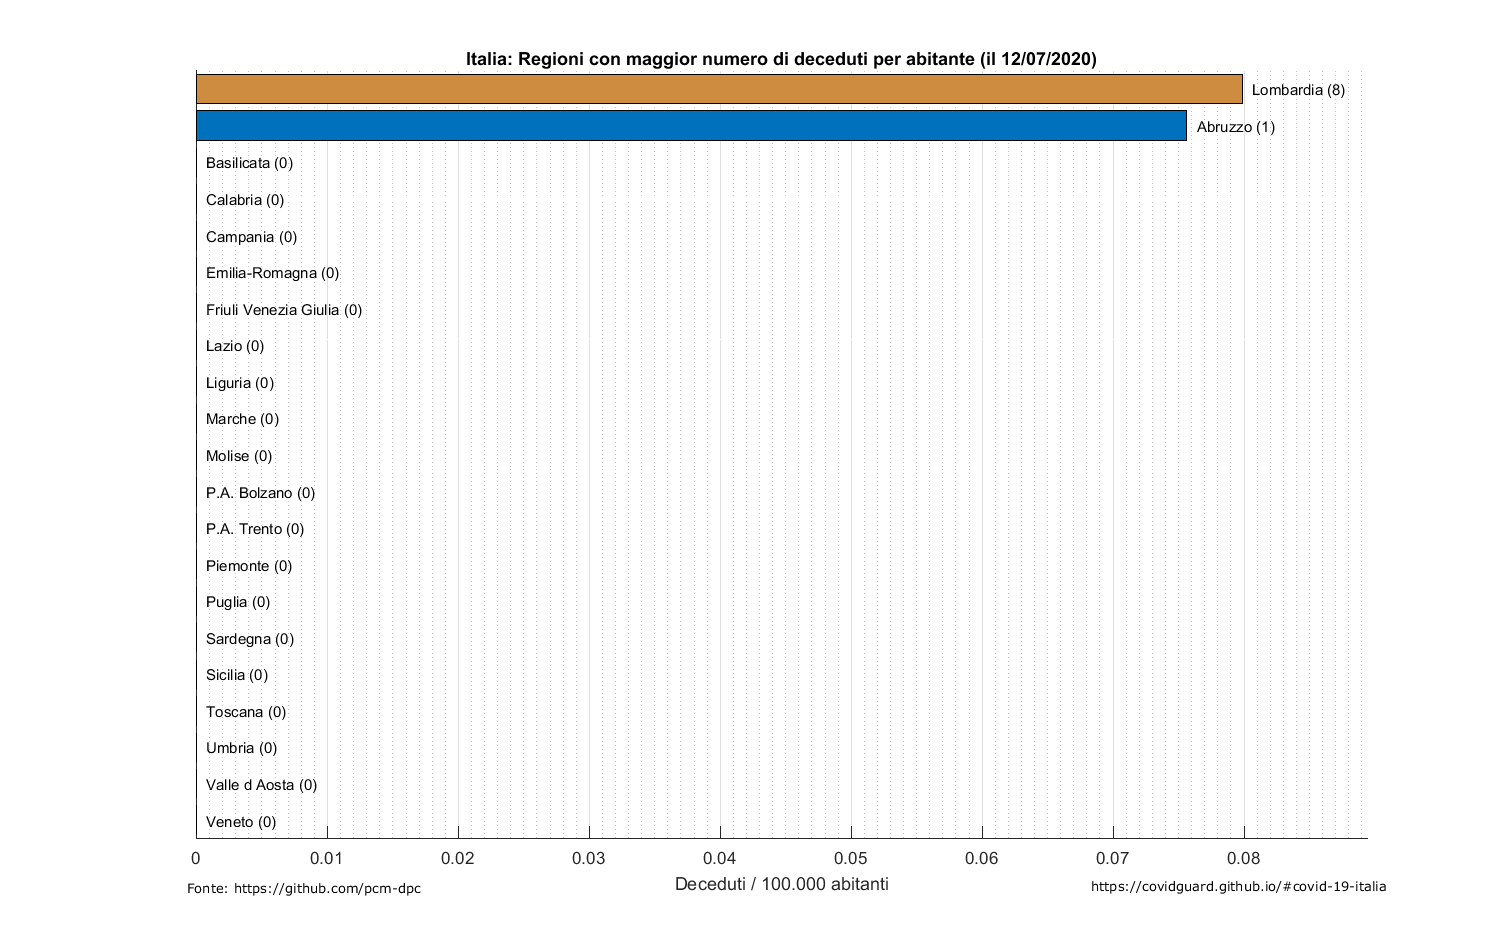 Italia: Regioni con maggior numero di deceduti per abitante (il 12/07/2020)
Lombardia (8)
Abruzzo (1)
Basilicata (0)
Calabria (0)
Campania (0)
Emilia-Romagna (0)
Friuli Venezia Giulia (0)
Lazio (0)
Liguria (0)
Marche (0)
Molise (0)
P.A. Bolzano (0)
P.A. Trento (0)
Piemonte (0)
Puglia (0)
Sardegna (0)
Sicilia (0)
Toscana (0)
Umbria (0)
Valle d Aosta (0)
Veneto (0)
0 0.01 0.02 0.03 0.04 0.05 0.06 0.07 0.08
Deceduti / 100.000 abitanti
Fonte: https://github.com/pcm-dpc
https://covidguard.github.io/#covid-19-italia